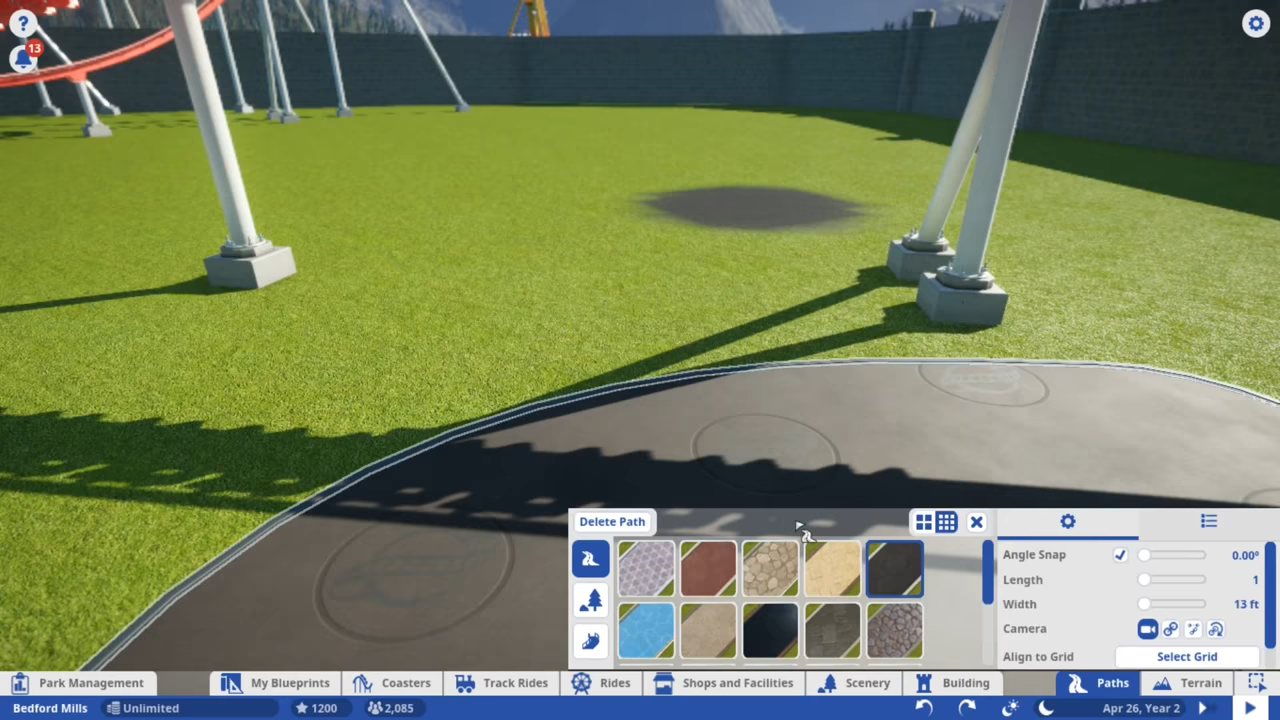 ?
13
Delete Path
Angle Snap 0.00°
Length 1
Width 13 ft
Camera
Align to Grid Select Grid
Park Management My Blueprints Coasters Track Rides Rides Shops and Facilities Scenery Building Paths Terrain
Bedford Mills Unlimited 1200 2,085 Apr 26, Year 2